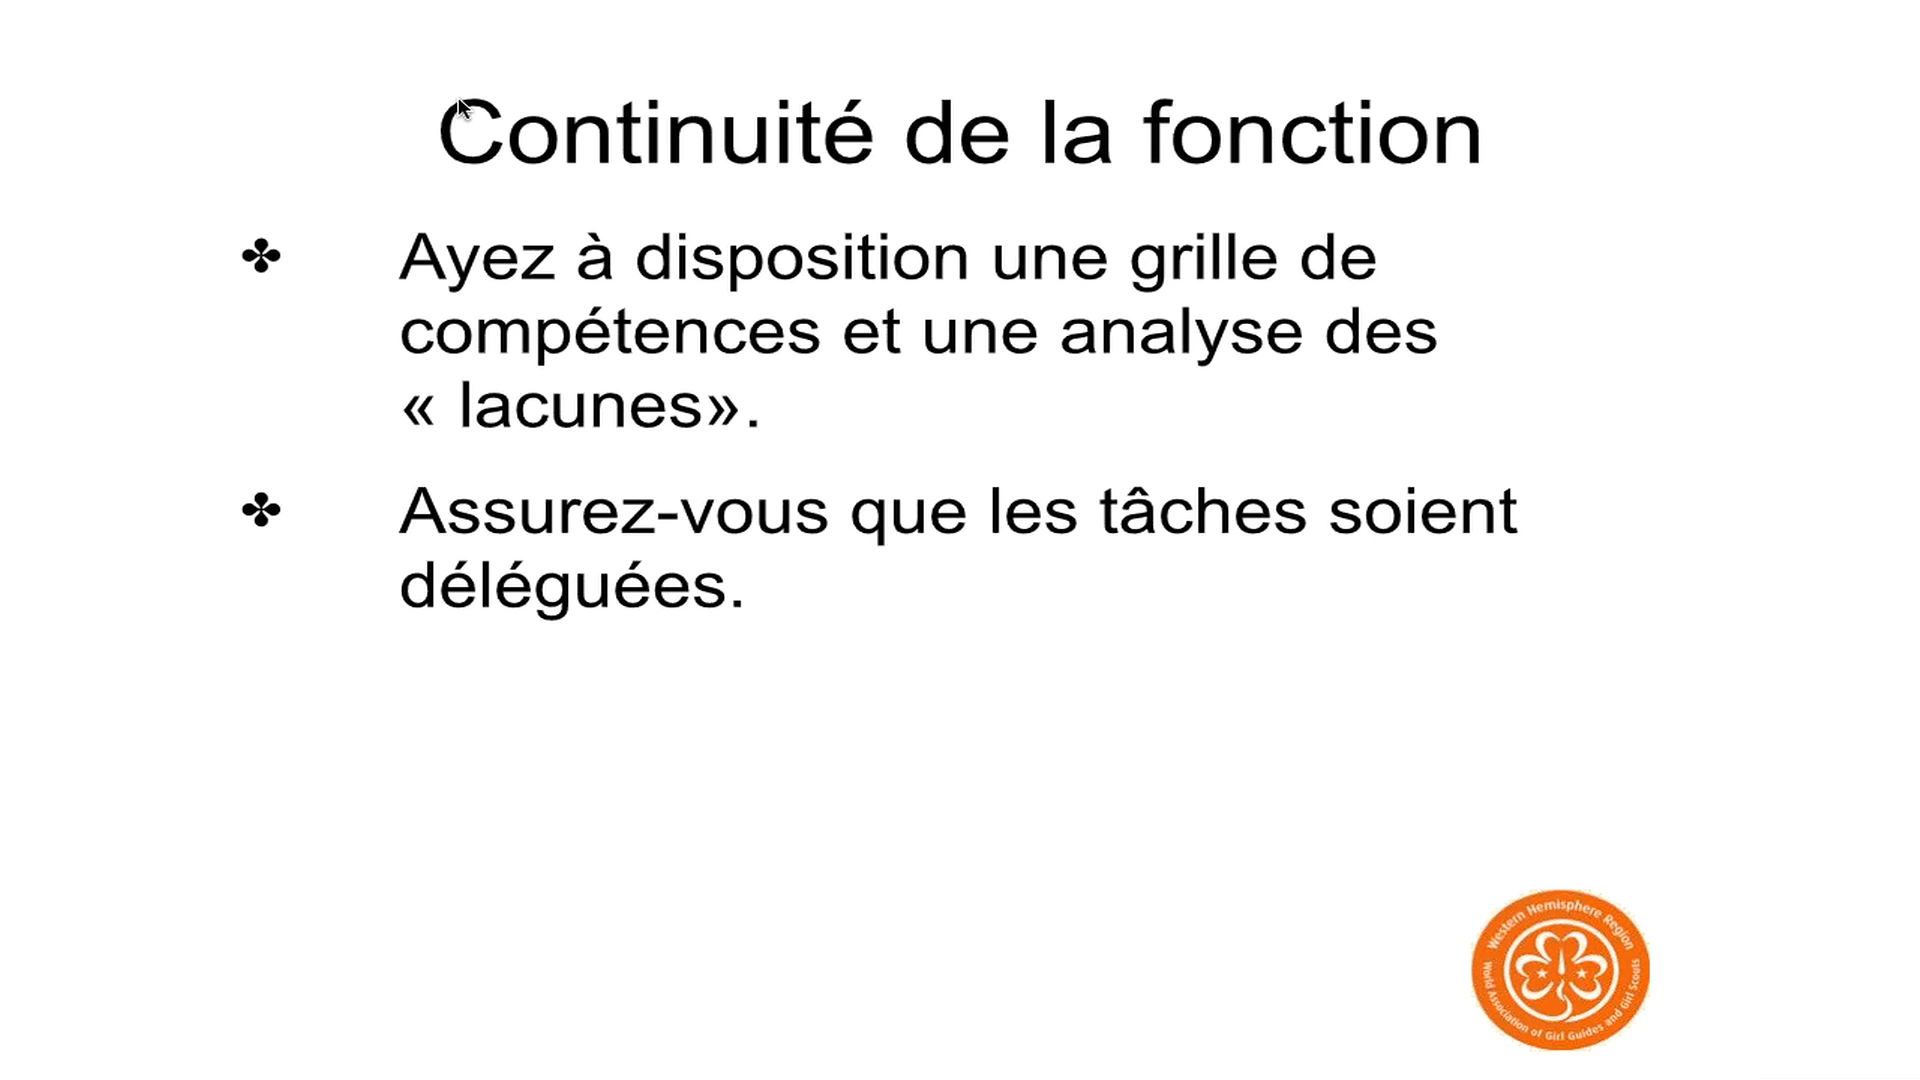 Continuité de la fonction
✤ Ayez à disposition une grille de
compétences et une analyse des
« lacunes».
✤ Assurez-vous que les tâches soient
déléguées.
Western Hemisphere Region
World Association of Girl Guides and Girl Scouts